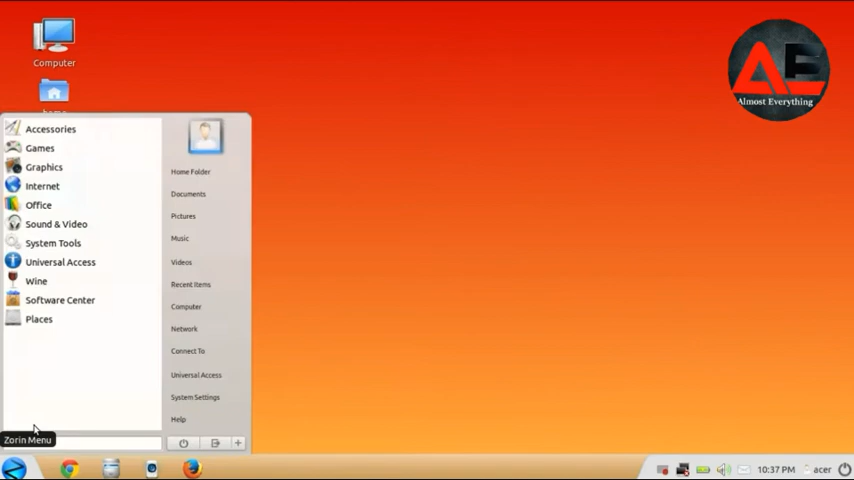 Computer
Almost Everything
Accessories
Games
Graphics
Internet
Office
Sound & Video
System Tools
Universal Access
Wine
Software Center
Places
Home Folder
Documents
Pictures
Music
Videos
Recent Items
Computer
Network
Connect To
Universal Access
System Settings
Help
Zorin Menu
10:37 PM
acer